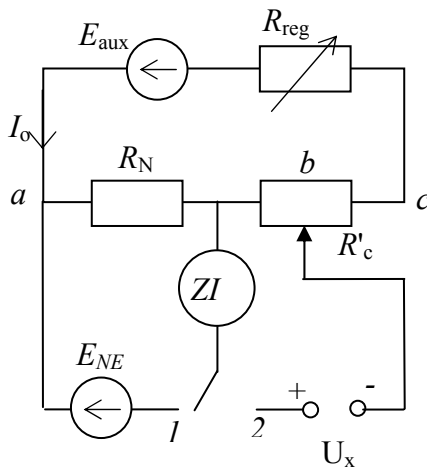 E_aux R_reg
I_o
a R_N b c
R'_c
ZI
E_NE 1 2 + -
U_x